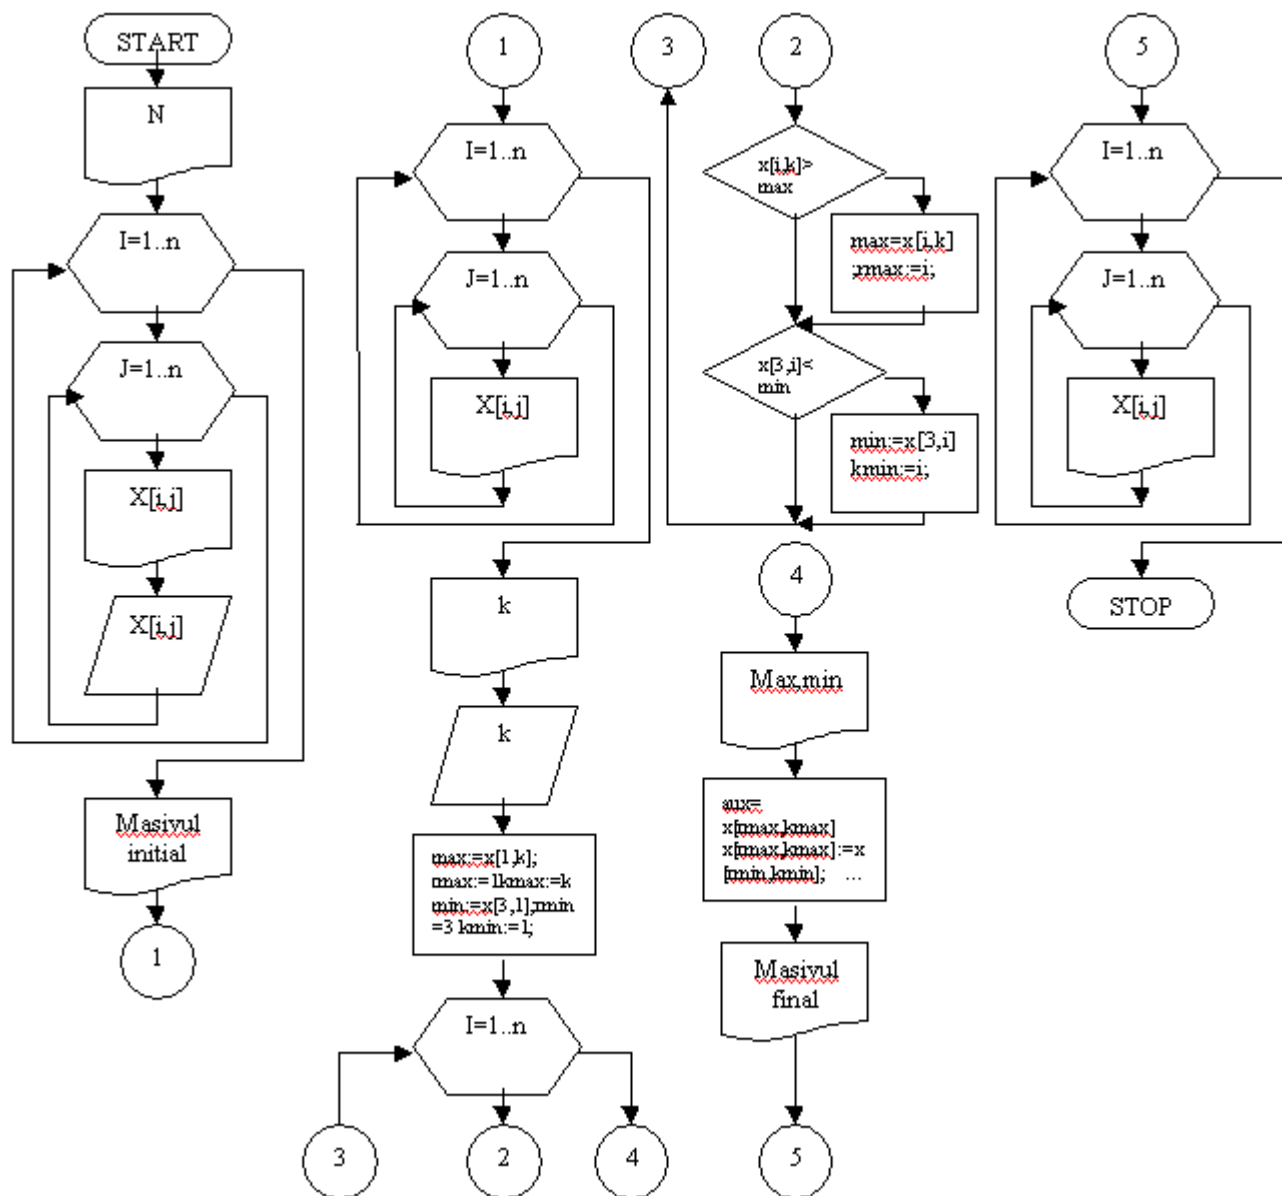 START
N
I=1..n
J=1..n
X[i,j]
X[i,j]
Masivul
initial
1
1
I=1..n
J=1..n
X[i,j]
k
k
max:=x[1,k];
rmax:=1kmax:=k
min:=x[3,1],rmin
=3 kmin:=1;
I=1..n
3
2
4
3
2
x[i,k]>
max
max=x[i,k]
;rmax:=i;
x[3,i]<
min
min:=x[3,i]
kmin:=i;
4
Max,min
aux=
x[rmax,kmax]
x[rmax,kmax]:=x
[rmin,kmin]; ...
Masivul
final
5
5
I=1..n
J=1..n
X[i,j]
STOP